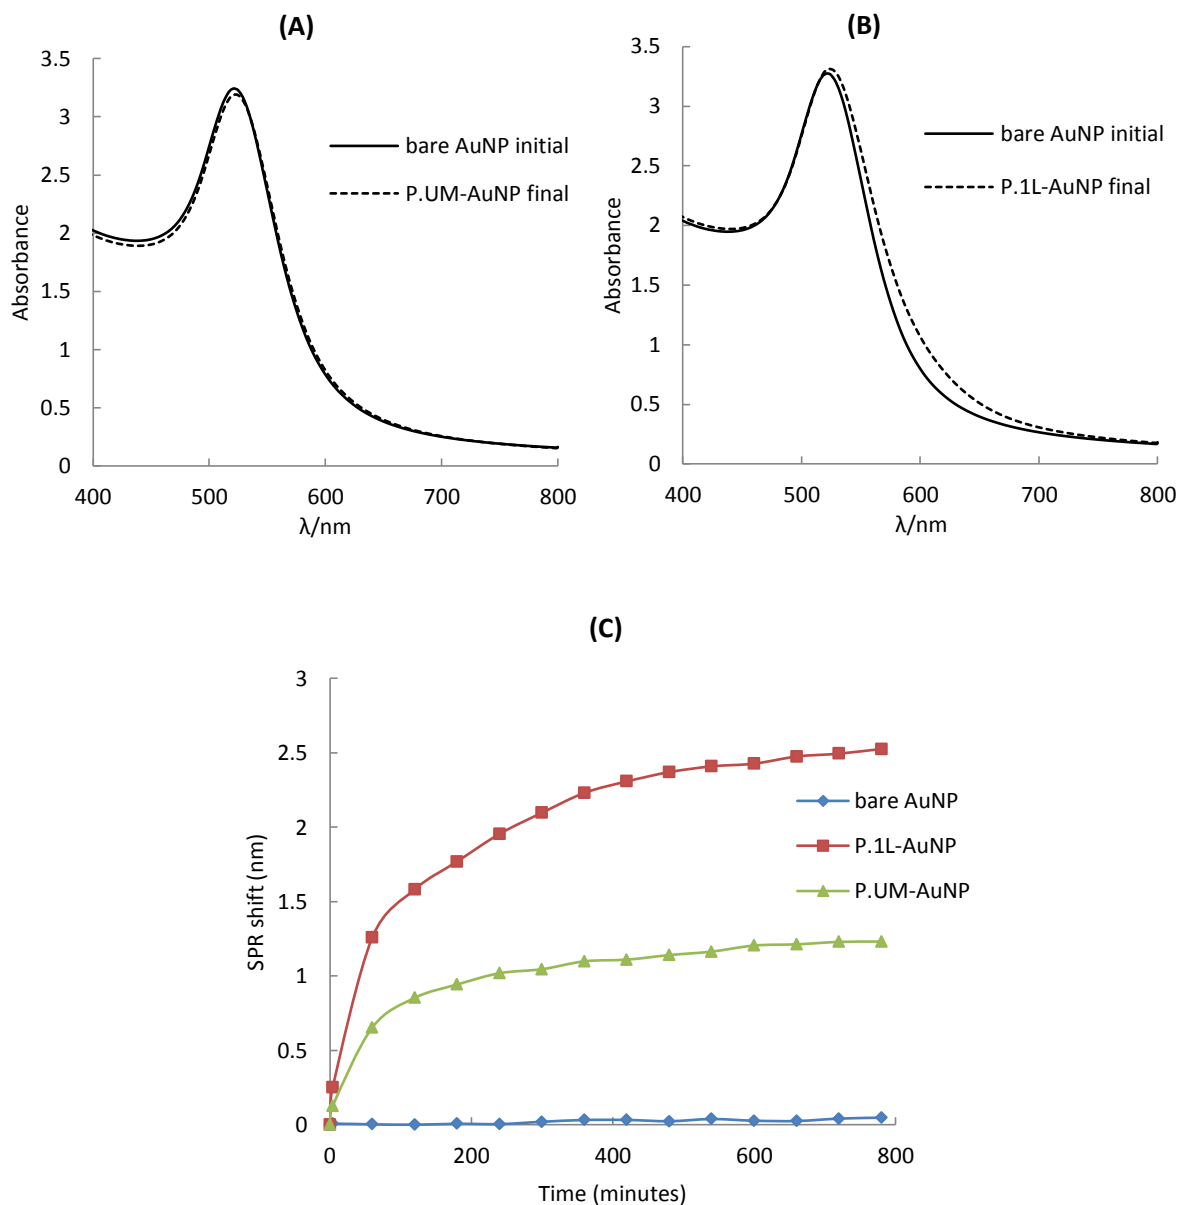 (A)
3.5
3
2.5
2
1.5
1
0.5
0
400
500
600
700
800
Absorbance
λ/nm
bare AuNP initial
P.UM-AuNP final
(B)
3.5
3
2.5
2
1.5
1
0.5
0
400
500
600
700
800
Absorbance
λ/nm
bare AuNP initial
P.1L-AuNP final
(C)
3
2.5
2
1.5
1
0.5
0
0
200
400
600
800
SPR shift (nm)
Time (minutes)
bare AuNP
P.1L-AuNP
P.UM-AuNP